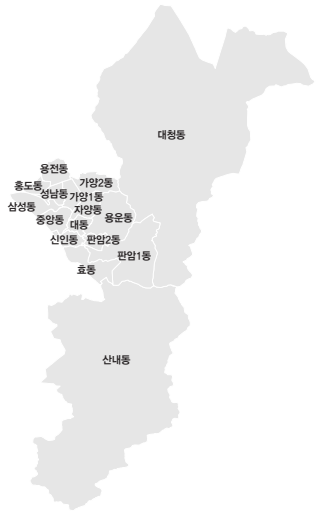 대청동
용전동
홍도동
성남동
가양2동
가양1동
삼성동
자양동
중앙동
대동
용운동
신인동
판암2동
판암1동
효동
산내동